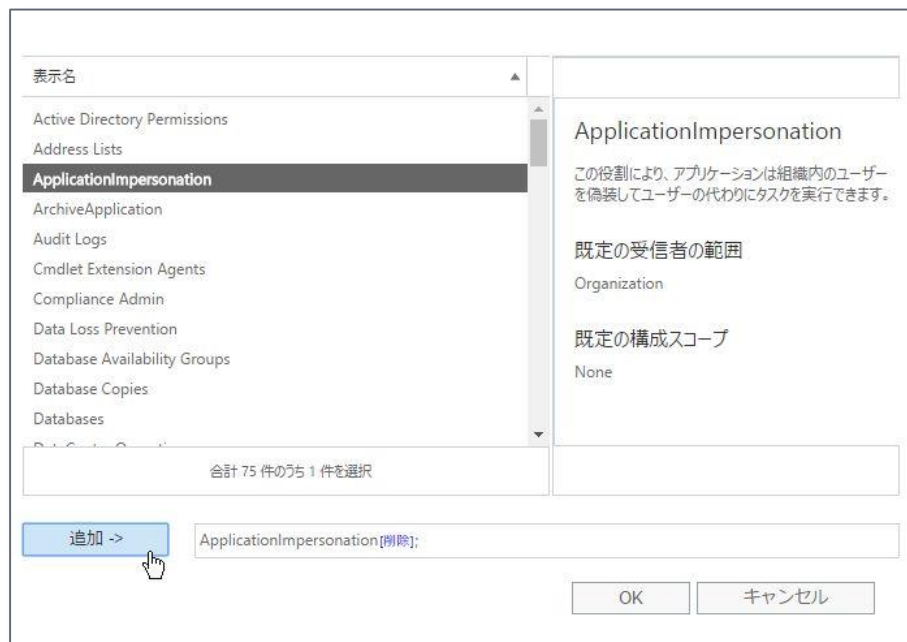 表示名
Active Directory Permissions
Address Lists
ApplicationImpersonation
ArchiveApplication
Audit Logs
Cmdlet Extension Agents
Compliance Admin
Data Loss Prevention
Database Availability Groups
Database Copies
Databases
合計 75 件のうち 1 件を選択
ApplicationImpersonation
この役割により、アプリケーションは組織内のユーザー
を偽装してユーザーの代わりにタスクを実行できます。
既定の受信者の範囲
Organization
既定の構成スコープ
None
追加 ->
ApplicationImpersonation[削除];
OK
キャンセル